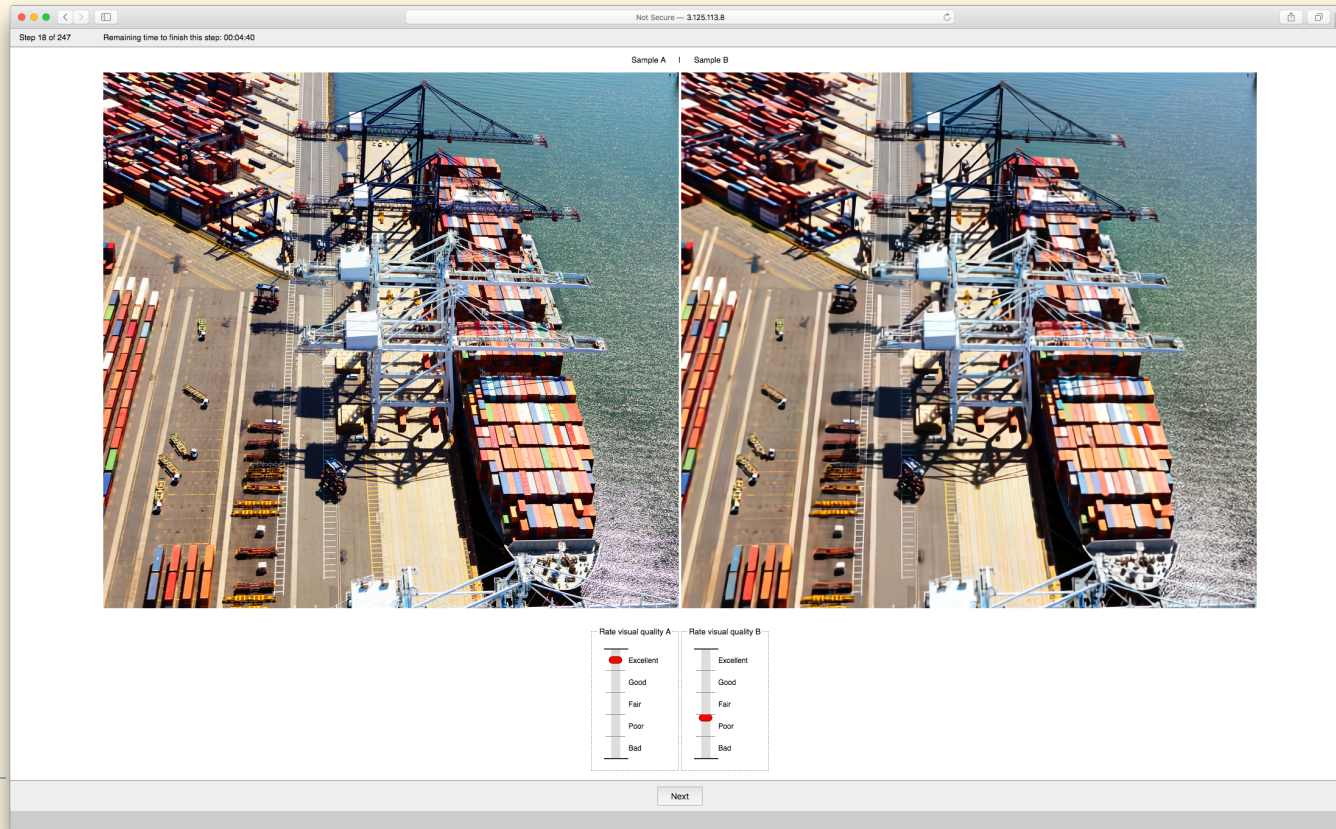 Not Secure — 3.125.113.8
Step 18 of 247 Remaining time to finish this step: 00:04:40
Sample A | Sample B
Rate visual quality A Rate visual quality B
Excellent Excellent
Good Good
Fair Fair
Poor Poor
Bad Bad
Next